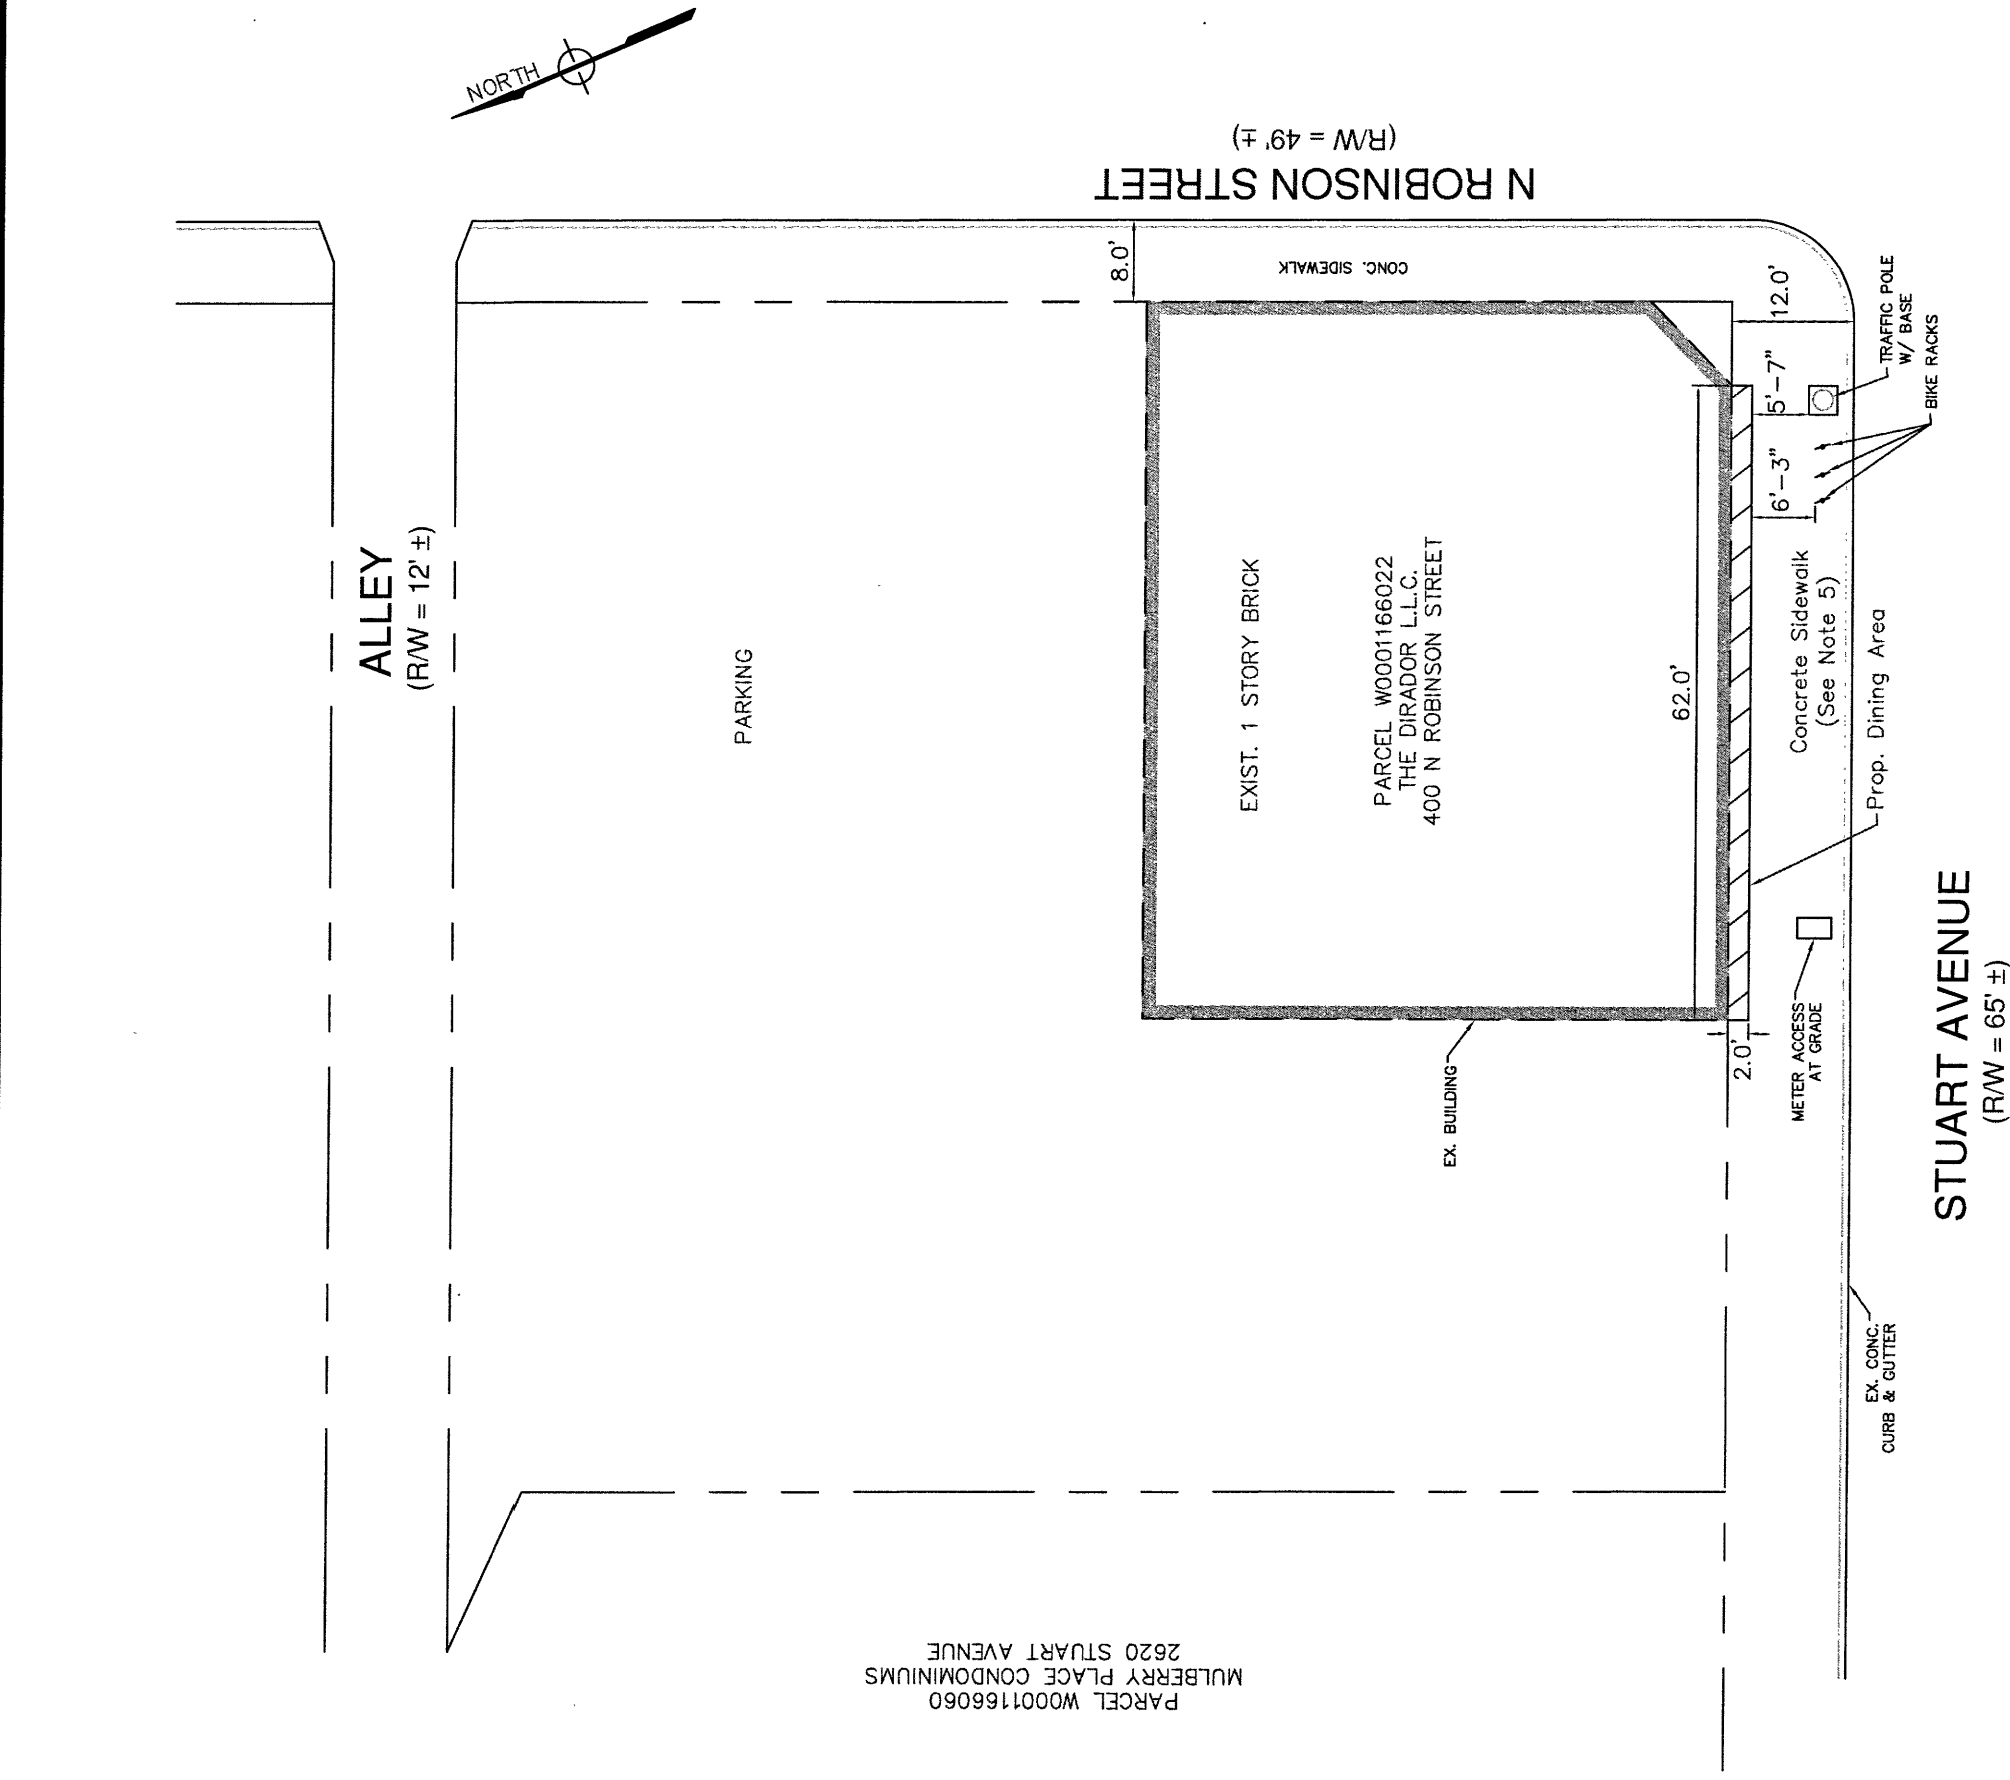 NORTH
N ROBINSON STREET
(R/W = 49' ±)
CONC. SIDEWALK
8.0'
ALLEY
(R/W = 12' ±)
PARKING
EXIST. 1 STORY BRICK
PARCEL W0001166022
THE DIRADOR L.L.C.
400 N ROBINSON STREET
62.0'
12.0'
5'-7"
6'-3"
TRAFFIC POLE
W/ BASE
BIKE RACKS
Concrete Sidewalk
(See Note 5)
Prop. Dining Area
METER ACCESS
AT GRADE
2.0'
EX. BUILDING
STUART AVENUE
(R/W = 65' ±)
EX. CONC.
CURB & GUTTER
PARCEL W0001166060
MULBERRY PLACE CONDOMINIUMS
2620 STUART AVENUE